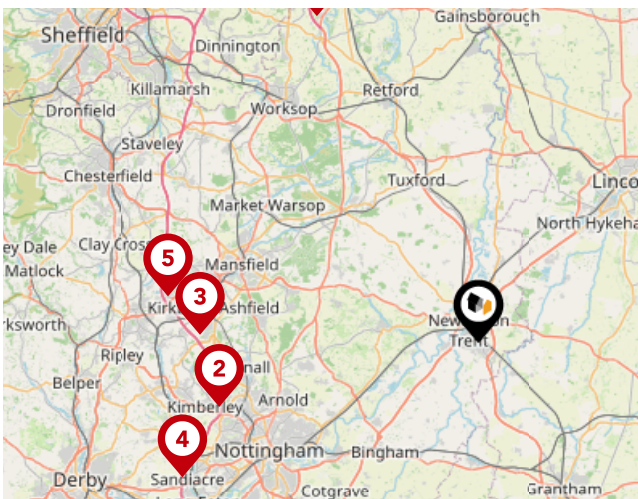 Gainsborough
Sheffield
Dinnington
Killamarsh
Retford
Worksop
Dronfield
Staveley
Chesterfield
Tuxford
Linco
Market Warsop
North Hykeha
ey Dale
Clay Cross
Mansfield
Matlock
5
3
Kirk
Ashfield
rksworth
New
on
Trent
Ripley
2
nall
Belper
Kimberley
Arnold
4
Nottingham
Bingham
Derby
Sandiacre
Cotgrave
Grantham